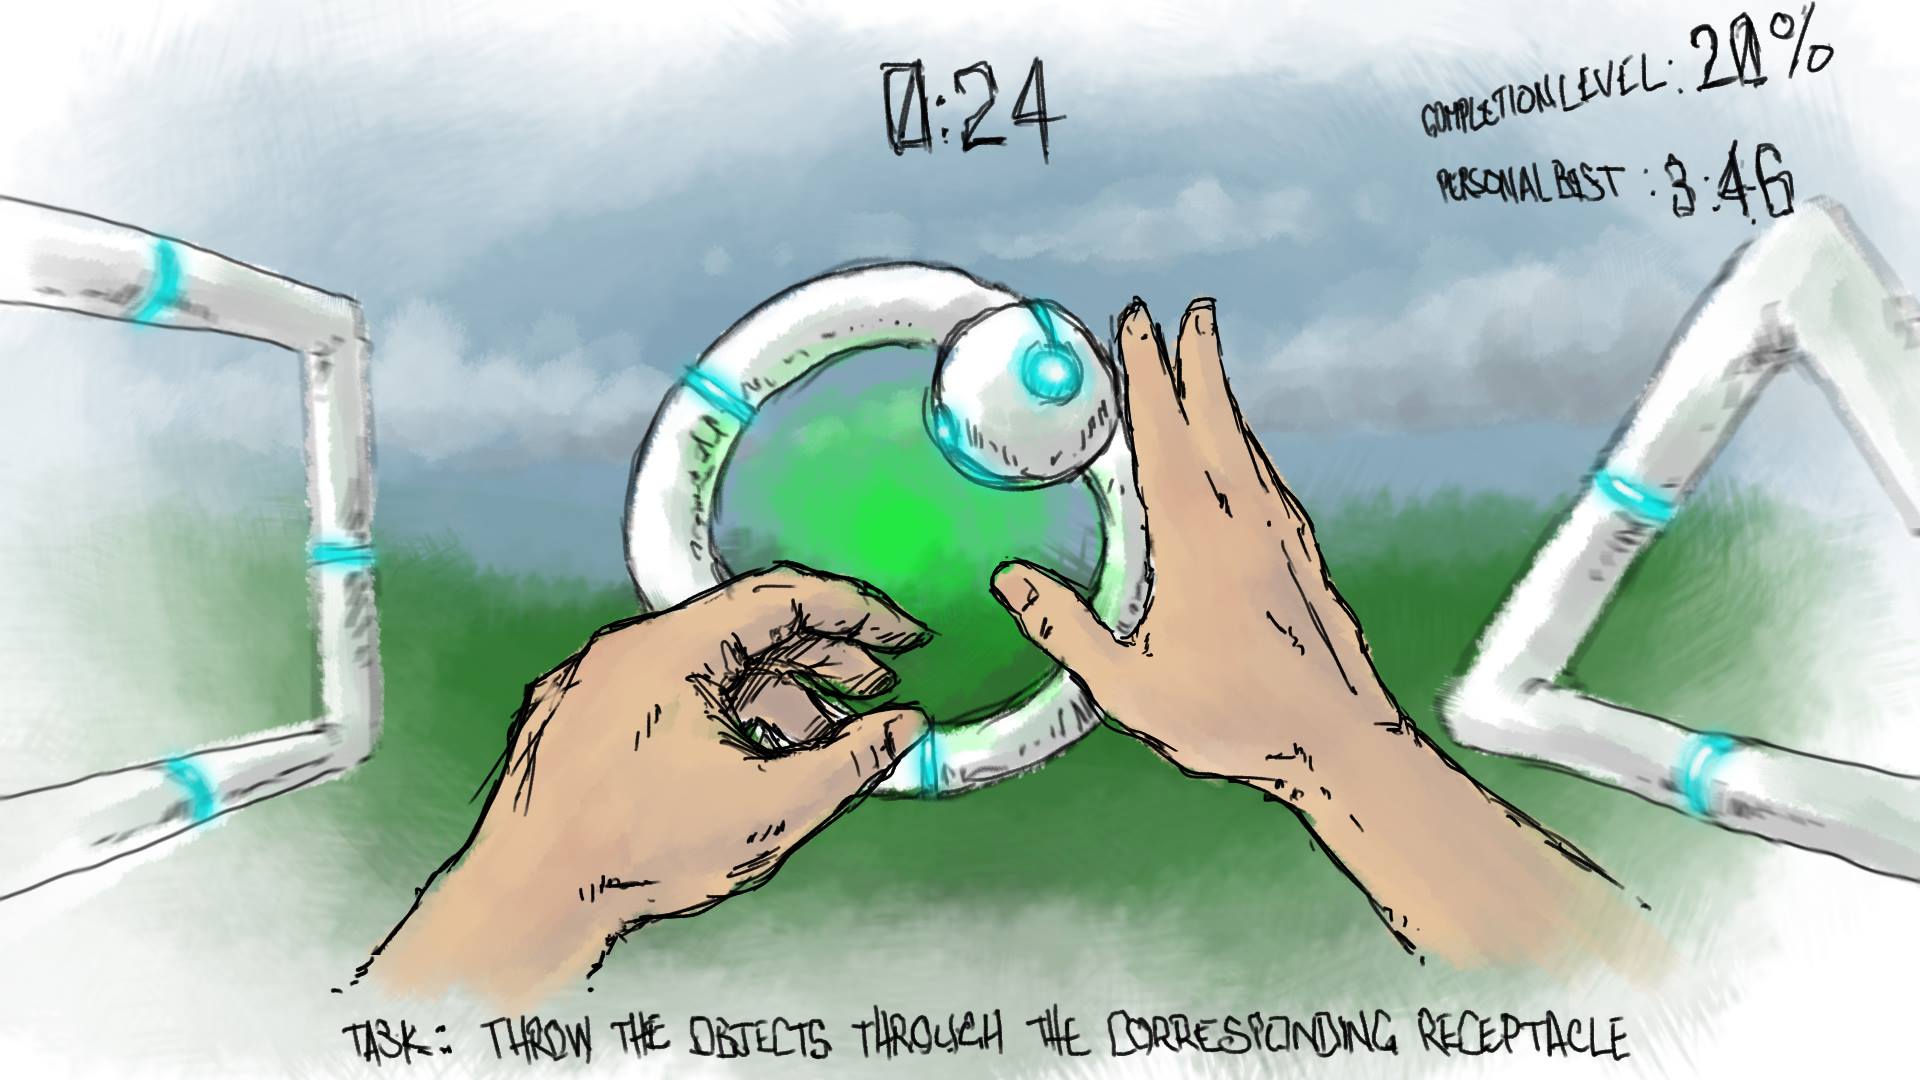 0:24
COMPLETION LEVEL: 20%
PERSONAL BEST : 3:46
TASK: THROW THE OBJECTS THROUGH THE CORRESPONDING RECEPTACLE